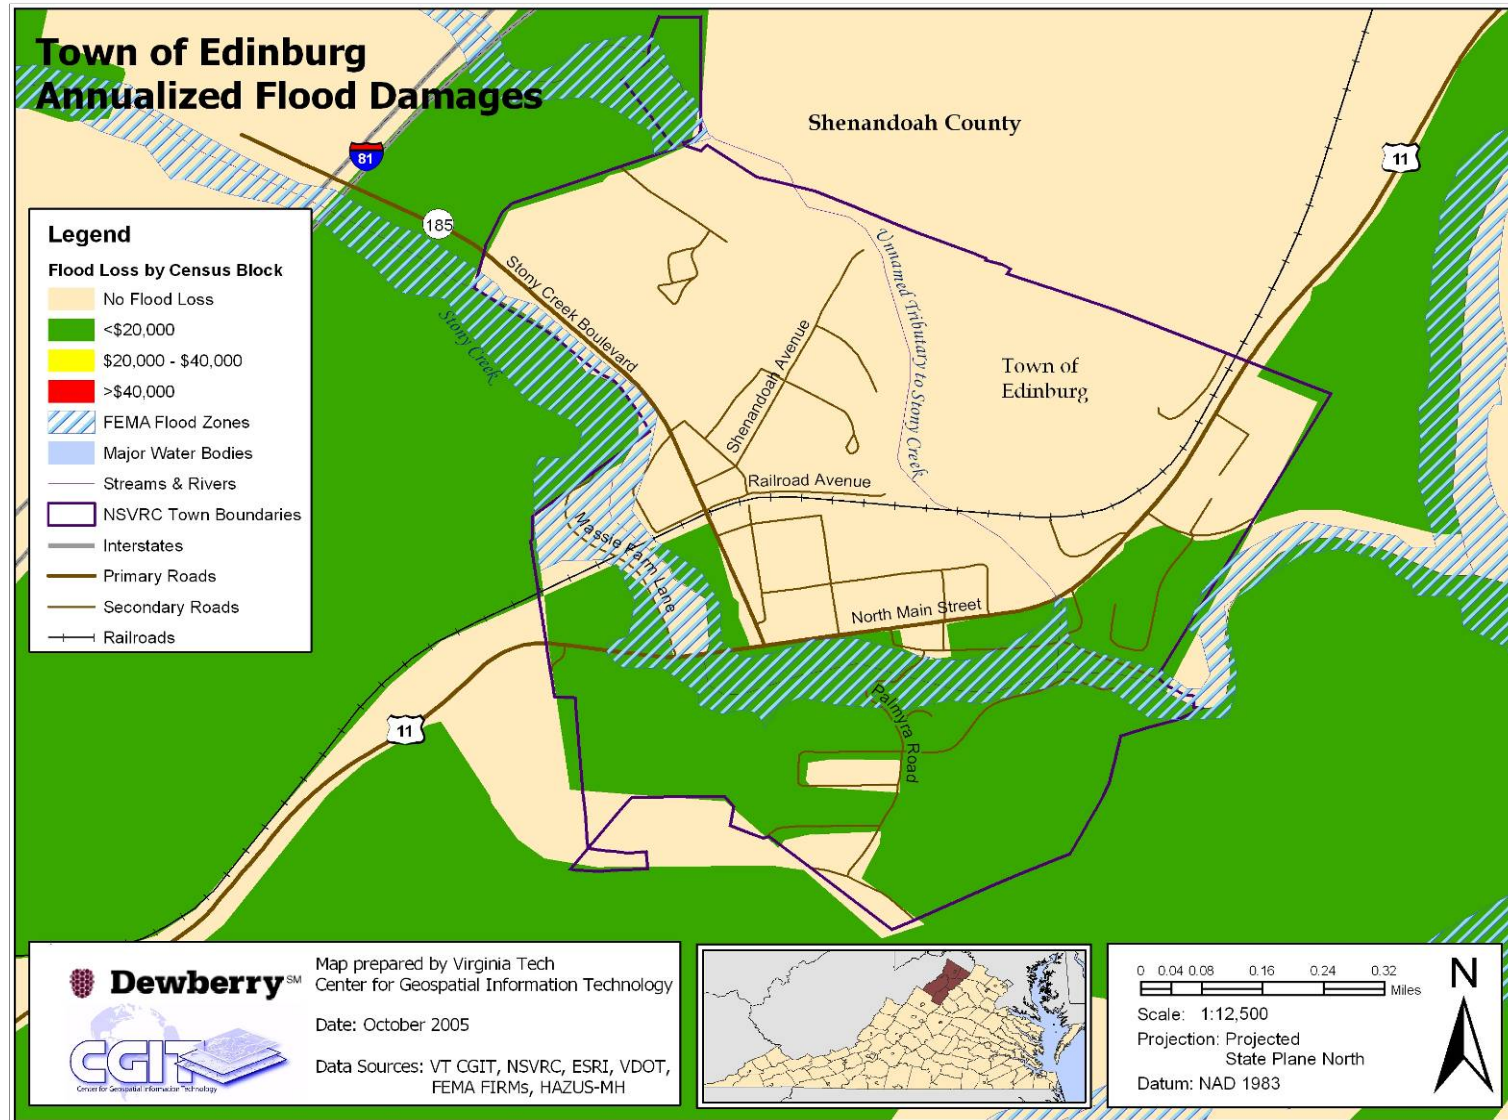 Town of Edinburg
Annualized Flood Damages
Shenandoah County
81
11
185
Legend
Flood Loss by Census Block
No Flood Loss
<$20,000
$20,000 - $40,000
>$40,000
FEMA Flood Zones
Major Water Bodies
Streams & Rivers
NSVRC Town Boundaries
Interstates
Primary Roads
Secondary Roads
Railroads
Stony Creek Boulevard
Stony Creek
Unnamed Tributary to Stony Creek
Shenandoah Avenue
Town of
Edinburg
Railroad Avenue
Massie Farm Lane
North Main Street
Palmyra Road
11
Dewberry SM
CGIT
Center for Geospatial Information Technology
Map prepared by Virginia Tech
Center for Geospatial Information Technology
Date: October 2005
Data Sources: VT CGIT, NSVRC, ESRI, VDOT,
FEMA FIRMs, HAZUS-MH
0 0.04 0.08 0.16 0.24 0.32
Miles
Scale: 1:12,500
Projection: Projected
State Plane North
Datum: NAD 1983
N